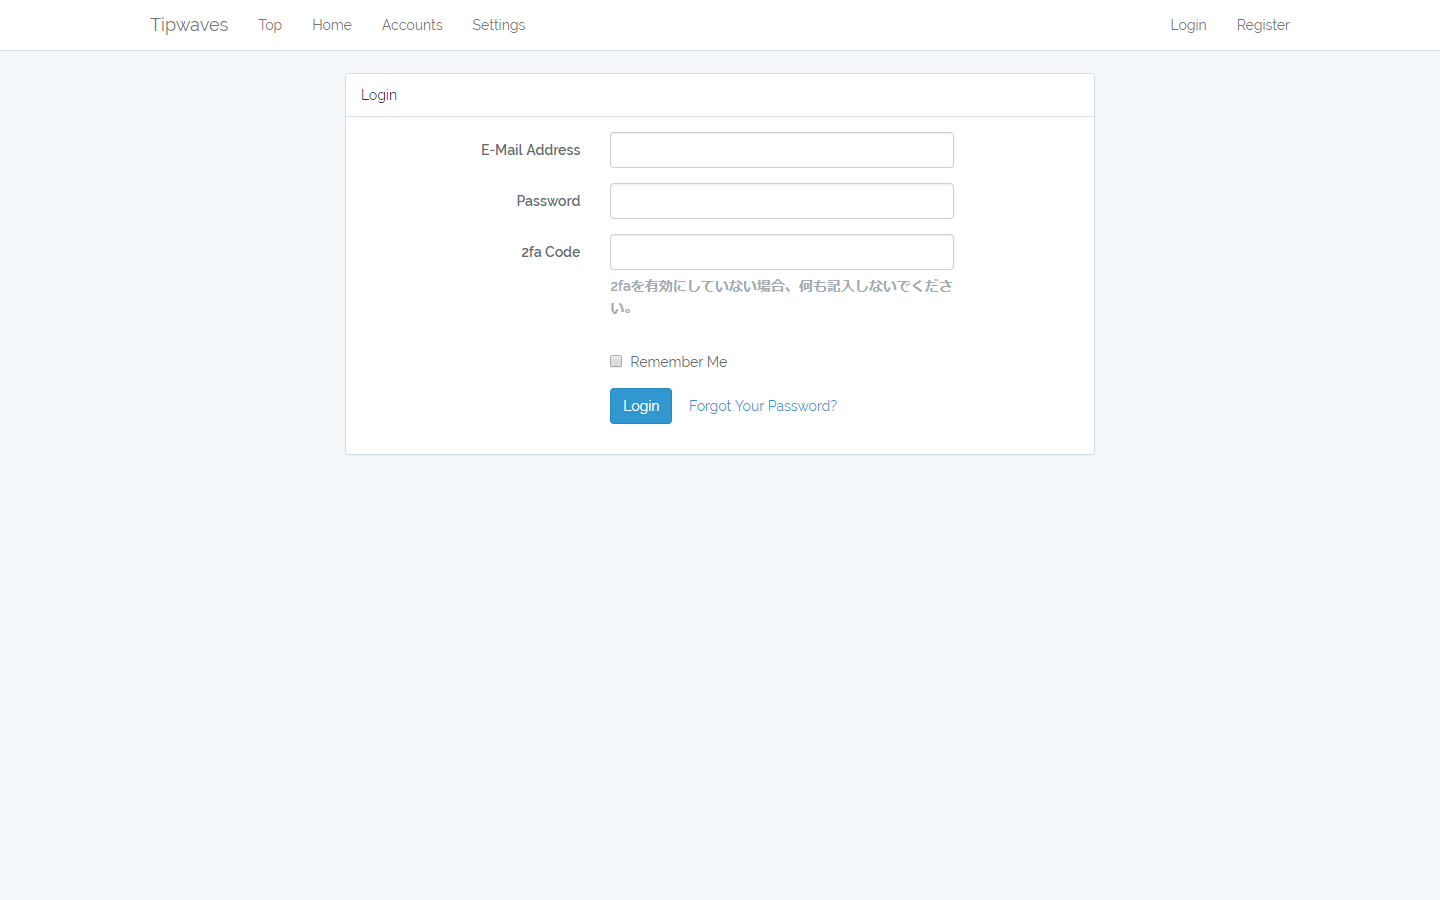 Tipwaves Top Home Accounts Settings Login Register
Login
E-Mail Address
Password
2fa Code
2faを有効にしていない場合、何も記入しないでくださ
い。
Remember Me
Login Forgot Your Password?